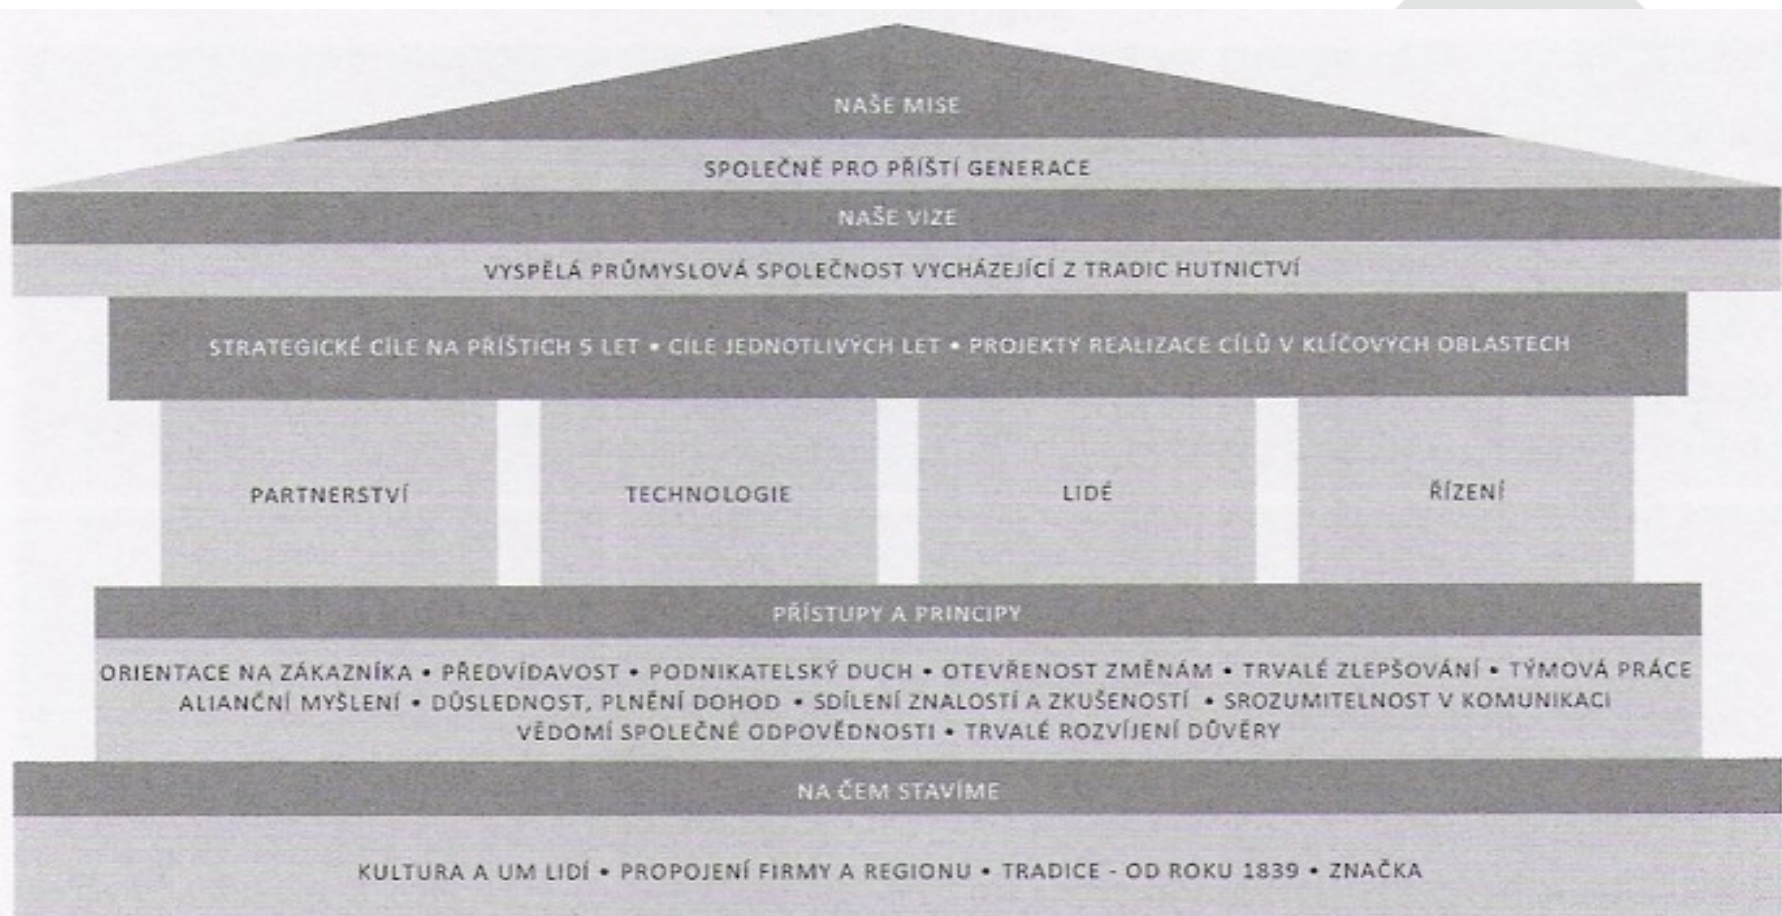 NAŠE MISE
SPOLEČNĚ PRO PŘÍŠTÍ GENERACE
NAŠE VIZE
VYSPĚLÁ PRŮMYSLOVÁ SPOLEČNOST VYCHÁZEJÍCÍ Z TRADIC HUTNICTVÍ
STRATEGICKÉ CÍLE NA PŘÍŠTICH 5 LET • CÍLE JEDNOTLIVÝCH LET • PROJEKTY REALIZACE CÍLŮ V KLÍČOVÝCH OBLASTECH
PARTNERSTVÍ TECHNOLOGIE LIDÉ ŘÍZENÍ
PŘÍSTUPY A PRINCIPY
ORIENTACE NA ZÁKAZNÍKA • PŘEDVÍDAVOST • PODNIKATELSKÝ DUCH • OTEVŘENOST ZMĚNÁM • TRVALÉ ZLEPŠOVÁNÍ • TÝMOVÁ PRÁCE
ALIANČNÍ MYŠLENÍ • DŮSLEDNOST, PLNĚNÍ DOHOD • SDÍLENÍ ZNALOSTÍ A ZKUŠENOSTÍ • SROZUMITELNOST V KOMUNIKACI
VĚDOMÍ SPOLEČNÉ ODPOVĚDNOSTI • TRVALÉ ROZVÍJENÍ DŮVĚRY
NA ČEM STAVÍME
KULTURA A UM LIDÍ • PROPOJENÍ FIRMY A REGIONU • TRADICE - OD ROKU 1839 • ZNAČKA